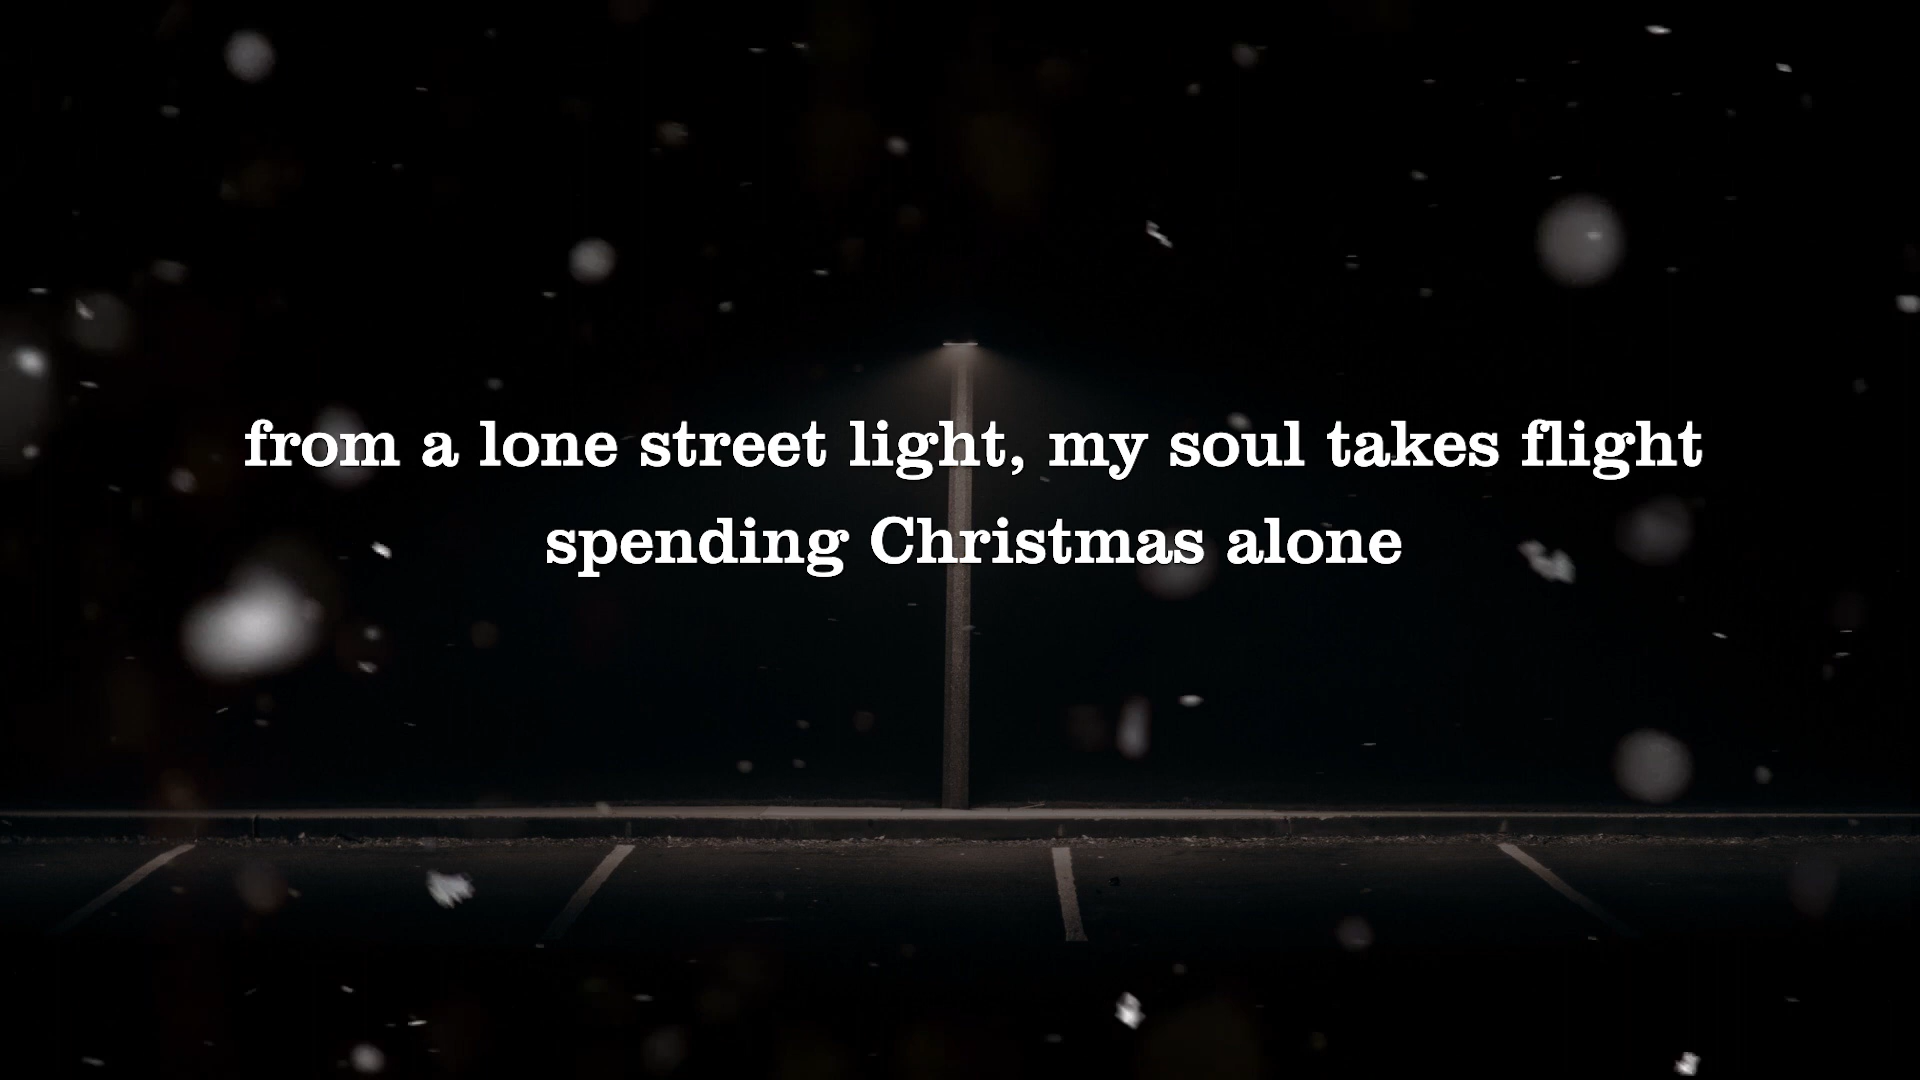 from a lone street light, my soul takes flight
spending Christmas alone